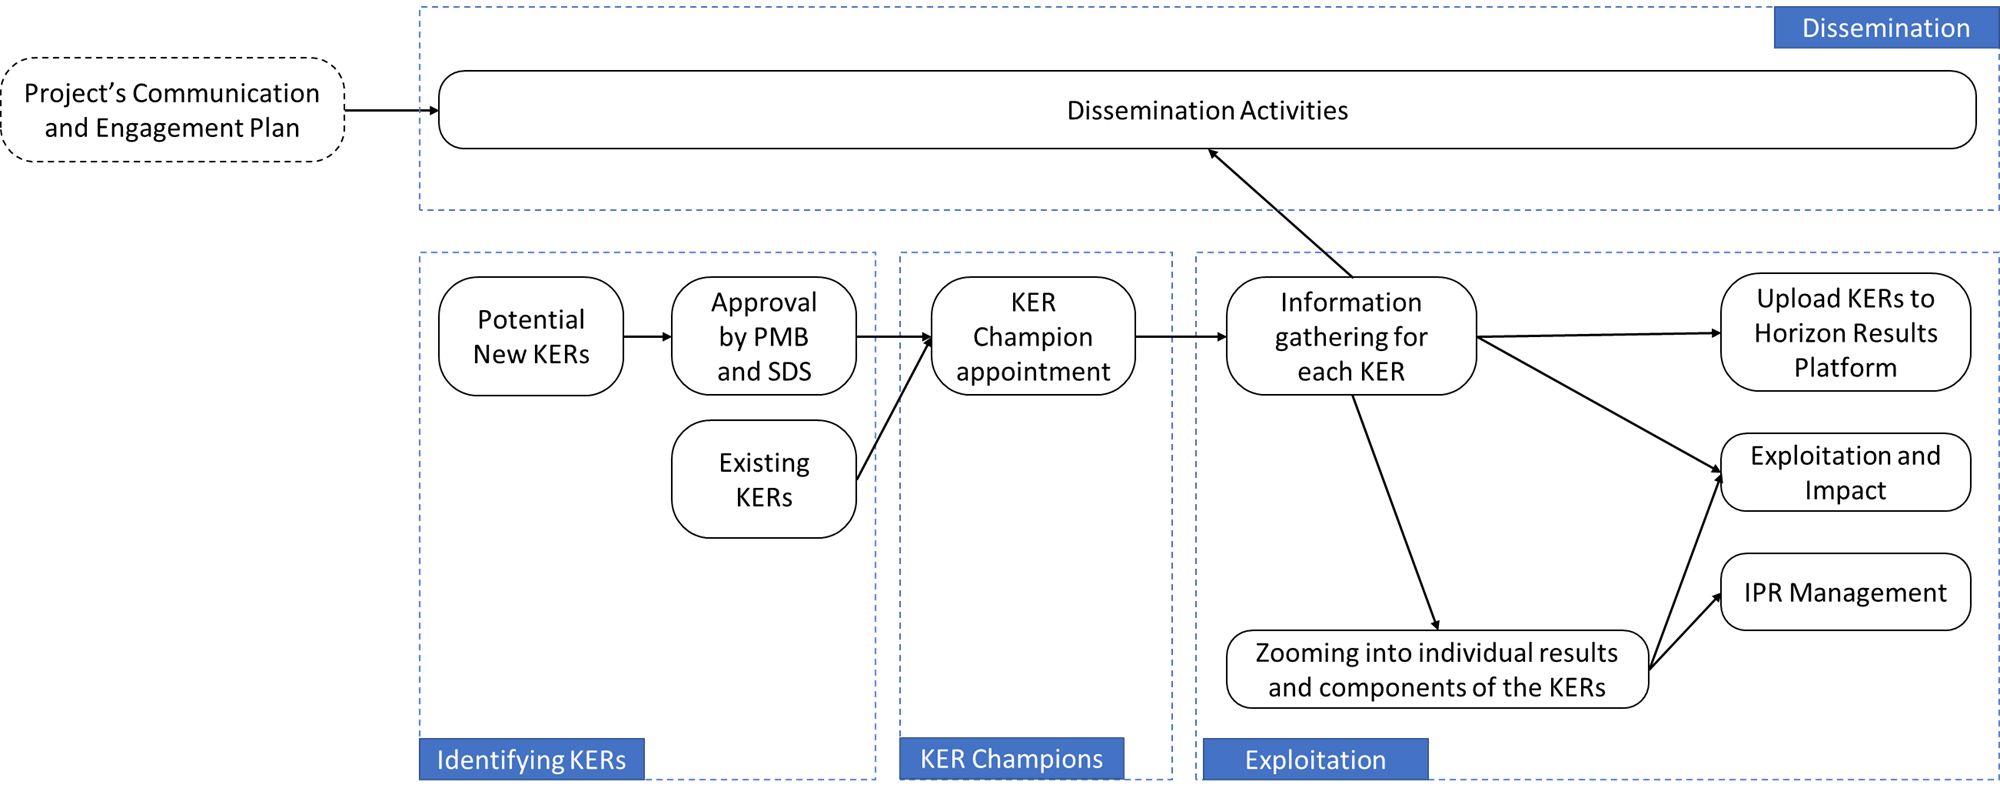 Dissemination
Project’s Communication
and Engagement Plan
Dissemination Activities
Potential
New KERs
Approval
by PMB
and SDS
Existing
KERs
KER
Champion
appointment
Information
gathering for
each KER
Upload KERs to
Horizon Results
Platform
Exploitation and
Impact
IPR Management
Zooming into individual results
and components of the KERs
Identifying KERs
KER Champions
Exploitation